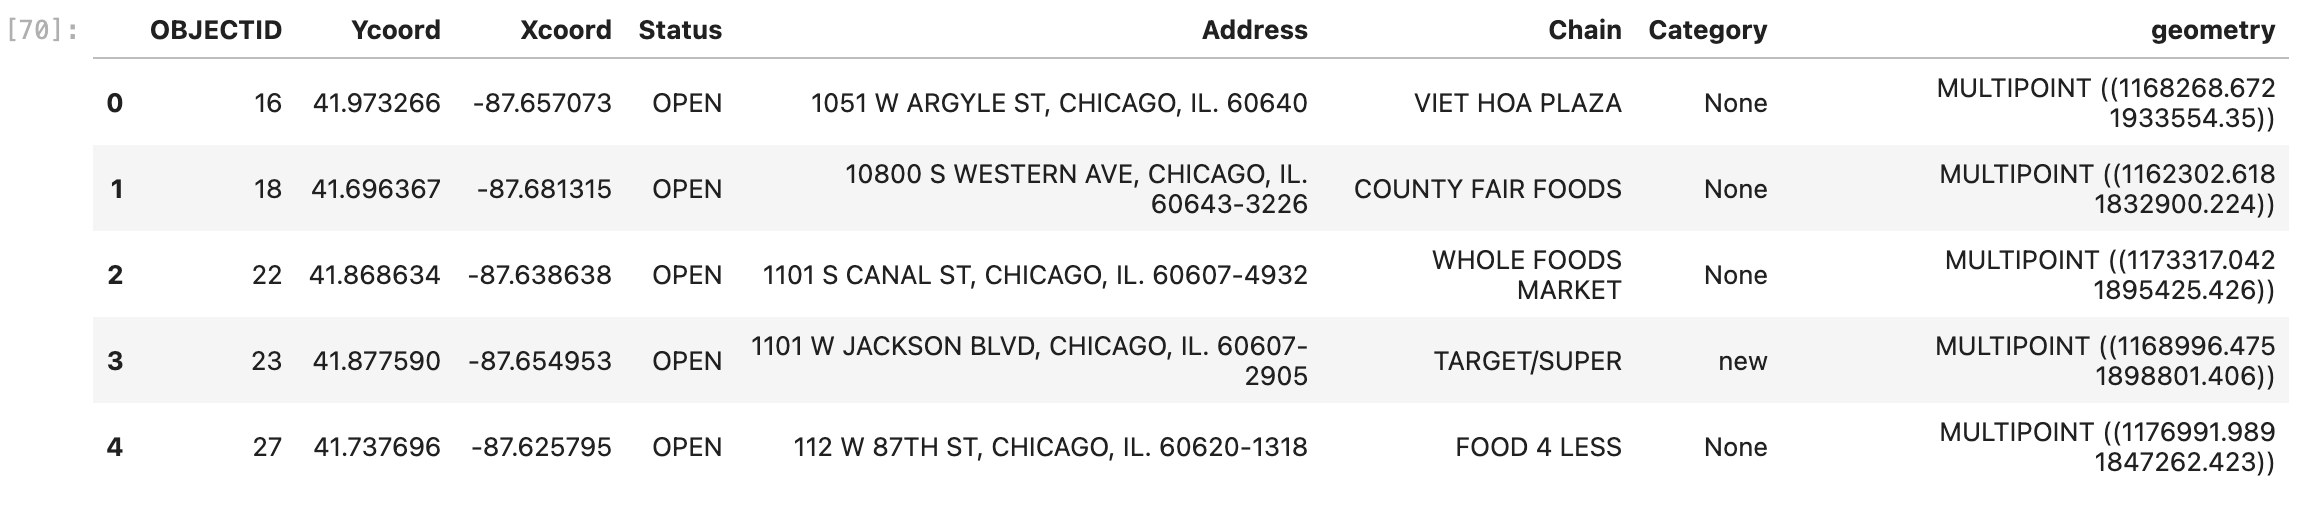 [70]: OBJECTID Ycoord Xcoord Status Address Chain Category geometry
0 16 41.973266 -87.657073 OPEN 1051 W ARGYLE ST, CHICAGO, IL. 60640 VIET HOA PLAZA None MULTIPOINT ((1168268.672
1933554.35))
1 18 41.696367 -87.681315 OPEN 10800 S WESTERN AVE, CHICAGO, IL.
60643-3226 COUNTY FAIR FOODS None MULTIPOINT ((1162302.618
1832900.224))
2 22 41.868634 -87.638638 OPEN 1101 S CANAL ST, CHICAGO, IL. 60607-4932 WHOLE FOODS
MARKET None MULTIPOINT ((1173317.042
1895425.426))
3 23 41.877590 -87.654953 OPEN 1101 W JACKSON BLVD, CHICAGO, IL. 60607-
2905 TARGET/SUPER new MULTIPOINT ((1168996.475
1898801.406))
4 27 41.737696 -87.625795 OPEN 112 W 87TH ST, CHICAGO, IL. 60620-1318 FOOD 4 LESS None MULTIPOINT ((1176991.989
1847262.423))